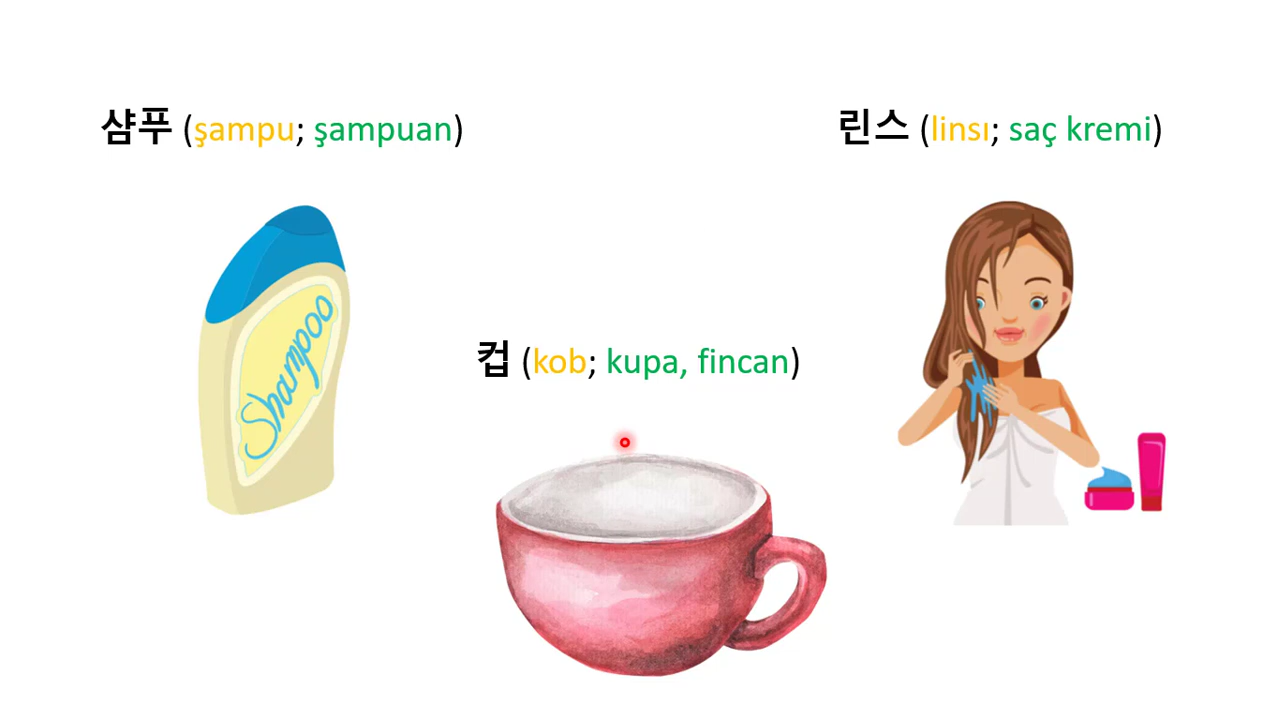 샴푸 (şampu; şampuan)
린스 (linsı; saç kremi)
Shampoo
컵 (kob; kupa, fincan)